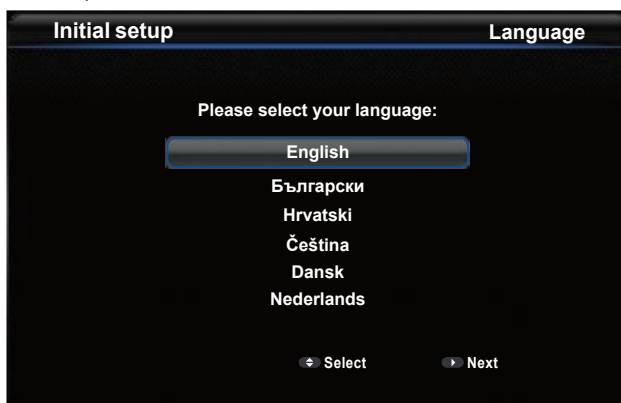 Initial setup Language
Please select your language:
English
Български
Hrvatski
Čeština
Dansk
Nederlands
Select Next